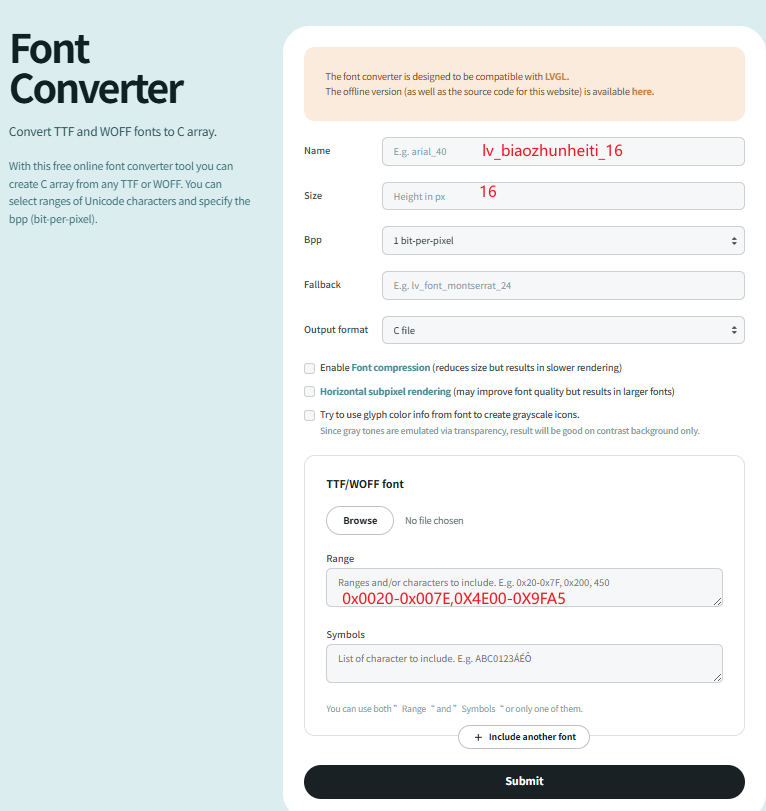 Font
Converter
Convert TTF and WOFF fonts to C array.
With this free online font converter tool you can
create C array from any TTF or WOFF. You can
select ranges of Unicode characters and specify the
bpp (bit-per-pixel).
The font converter is designed to be compatible with LVGL.
The offline version (as well as the source code for this website) is available here.
Name E.g. arial_40 lv_biaozhunheiti_16
Size Height in px 16
Bpp 1 bit-per-pixel
Fallback E.g. lv_font_montserrat_24
Output format C file
Enable Font compression (reduces size but results in slower rendering)
Horizontal subpixel rendering (may improve font quality but results in larger fonts)
Try to use glyph color info from font to create grayscale icons.
Since gray tones are emulated via transparency, result will be good on contrast background only.
TTF/WOFF font
Browse No file chosen
Range
Ranges and/or characters to include. E.g. 0x20-0x7F, 0x200, 450
0x0020-0x007E,0X4E00-0X9FA5
Symbols
List of character to include. E.g. ABC0123ÁÉŐ
You can use both" Range "and" Symbols "or only one of them.
+ Include another font
Submit